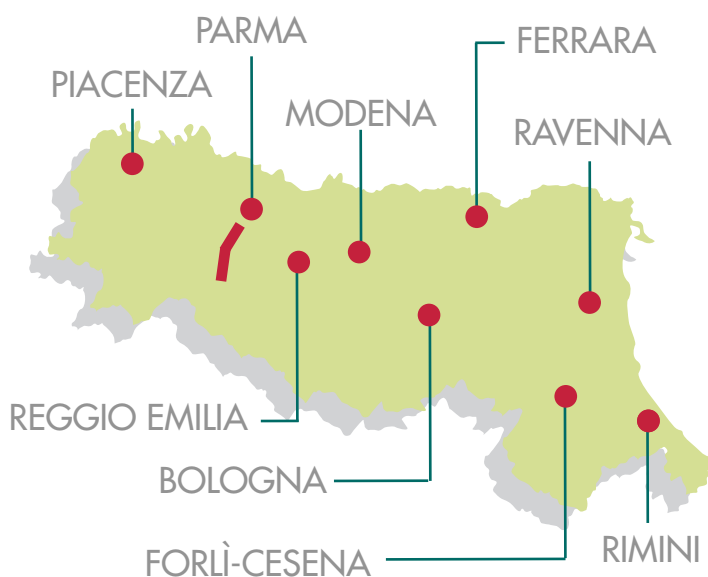 PARMA
FERRARA
PIACENZA
MODENA
RAVENNA
REGGIO EMILIA
BOLOGNA
FORLÌ-CESENA
RIMINI